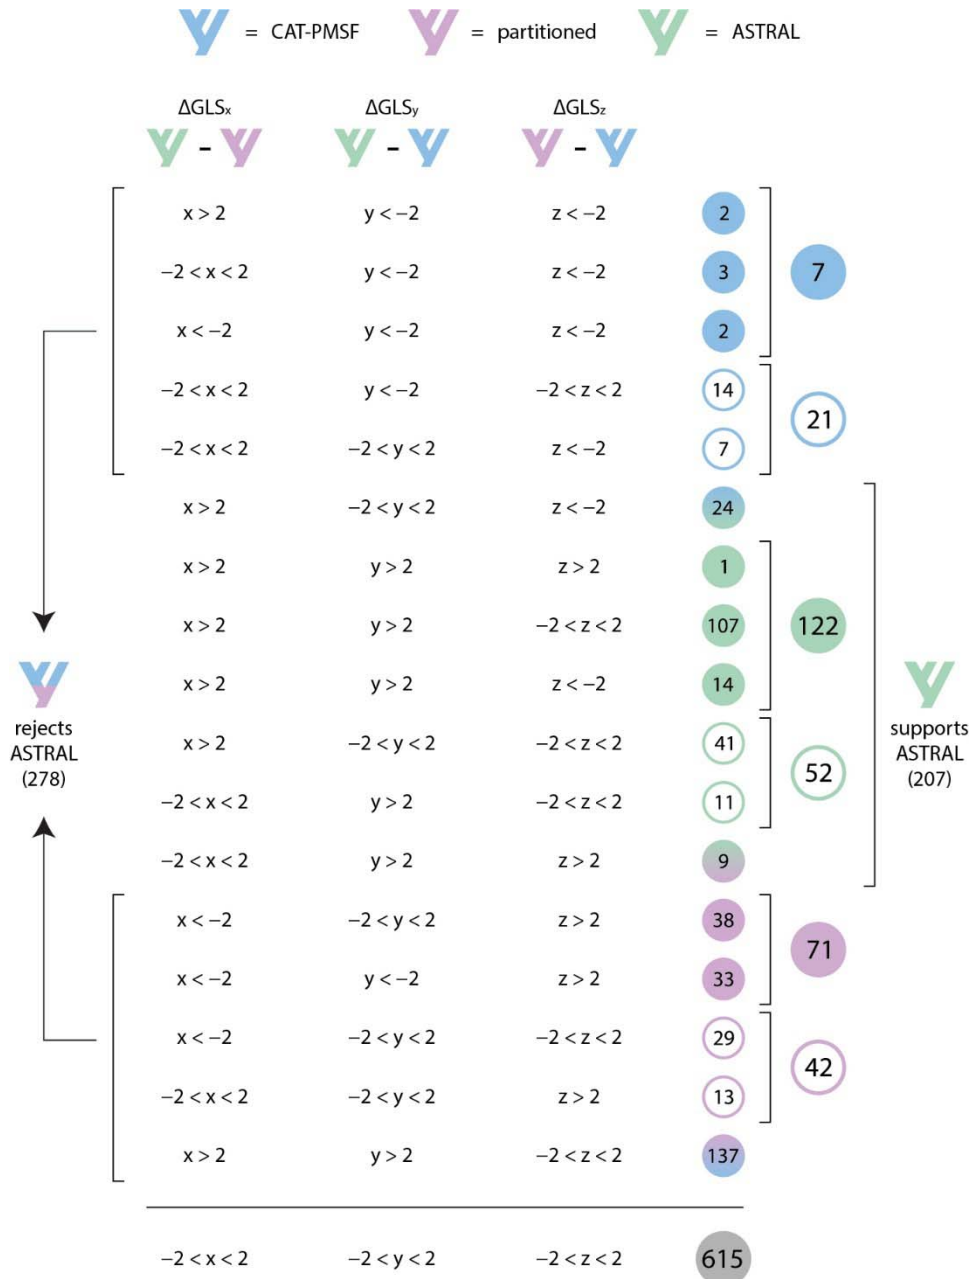 = CAT-PMSF = partitioned = ASTRAL
ΔGLSx ΔGLSy ΔGLSz
– – –
x > 2 y < −2 z < −2 2
−2 < x < 2 y < −2 z < −2 3
7
x < −2 y < −2 z < −2 2
−2 < x < 2 y < −2 −2 < z < 2 14
21
−2 < x < 2 −2 < y < 2 z < −2 7
x > 2 −2 < y < 2 z < −2 24
x > 2 y > 2 z > 2 1
x > 2 y > 2 −2 < z < 2 107
122
x > 2 y > 2 z < −2 14
rejects
ASTRAL
(278)
supports
ASTRAL
(207)
x > 2 −2 < y < 2 −2 < z < 2 41
52
−2 < x < 2 y > 2 −2 < z < 2 11
−2 < x < 2 y > 2 z > 2 9
x < −2 −2 < y < 2 z > 2 38
71
x < −2 y < −2 z > 2 33
x < −2 −2 < y < 2 −2 < z < 2 29
42
−2 < x < 2 −2 < y < 2 z > 2 13
x > 2 y > 2 −2 < z < 2 137
−2 < x < 2 −2 < y < 2 −2 < z < 2 615